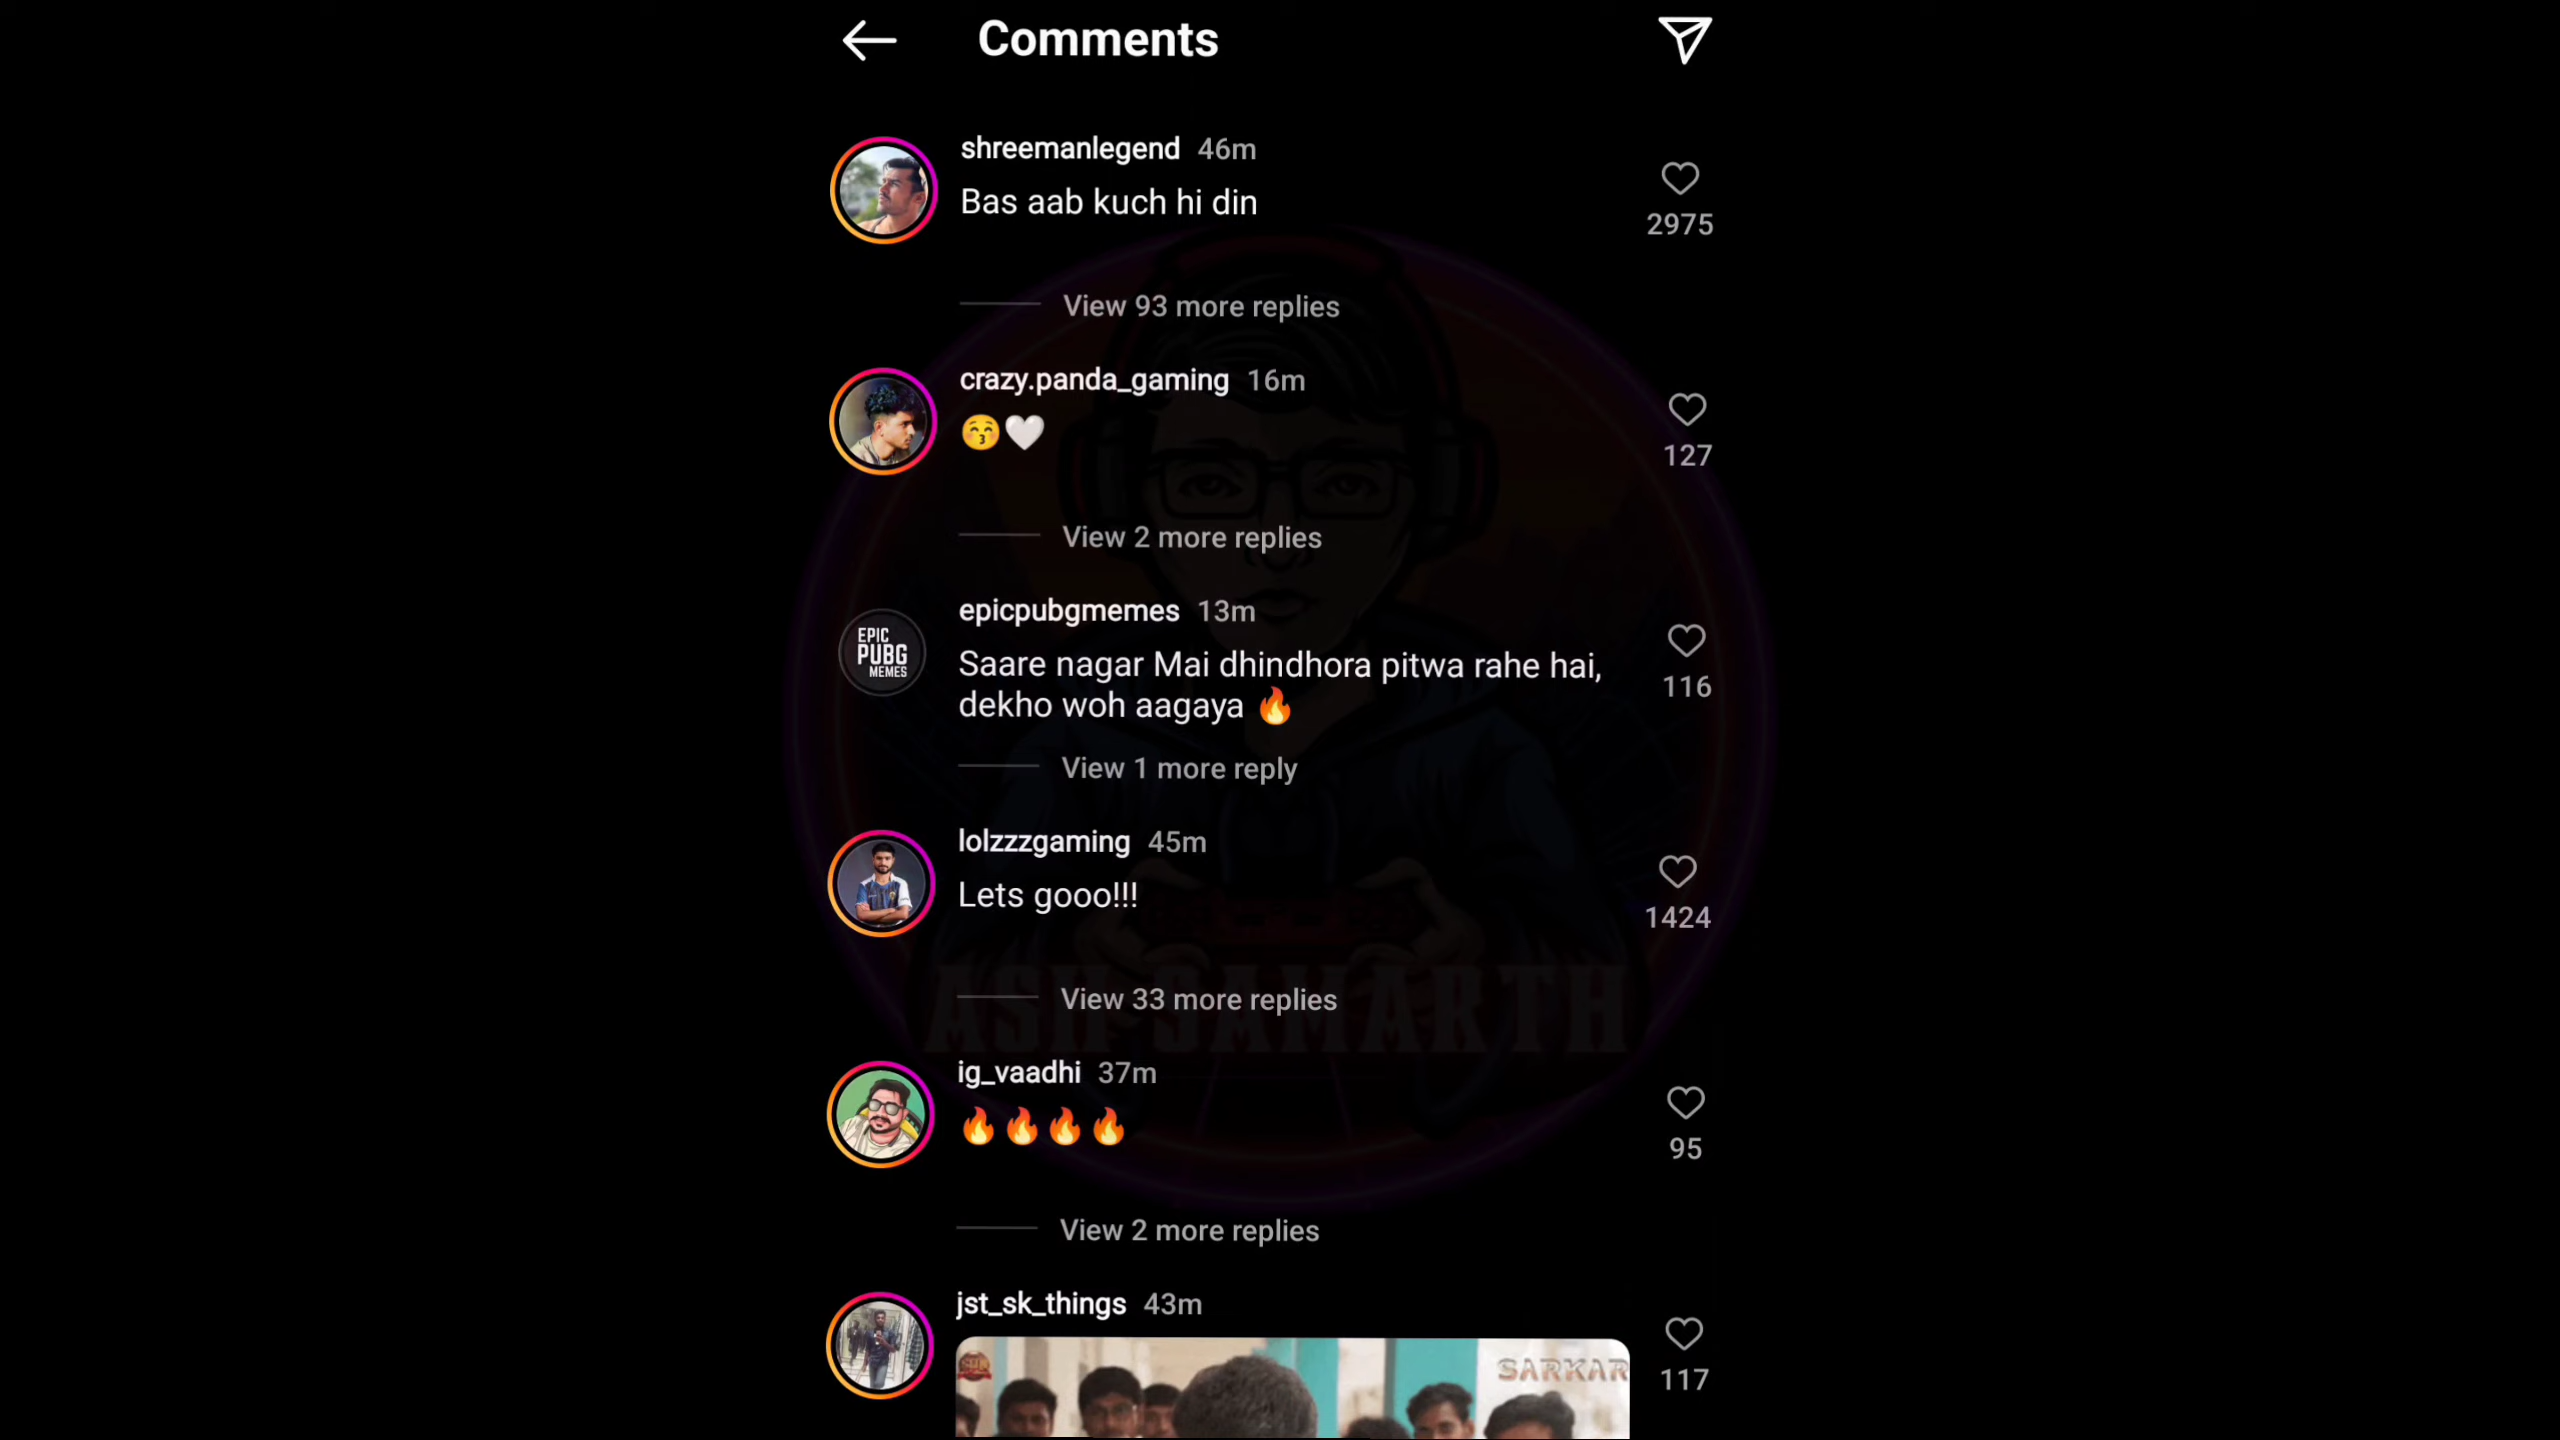 Comments
shreemanlegend 46m
Bas aab kuch hi din
2975
View 93 more replies
crazy.panda_gaming 16m
😚🤍
127
View 2 more replies
EPIC
PUBG
MEMES
epicpubgmemes 13m
Saare nagar Mai dhindhora pitwa rahe hai,
dekho woh aagaya 🔥
116
View 1 more reply
lolzzzgaming 45m
Lets gooo!!!
1424
View 33 more replies
ASH SAMARTH
ig_vaadhi 37m
🔥🔥🔥🔥
95
View 2 more replies
jst_sk_things 43m
SARKAR
117